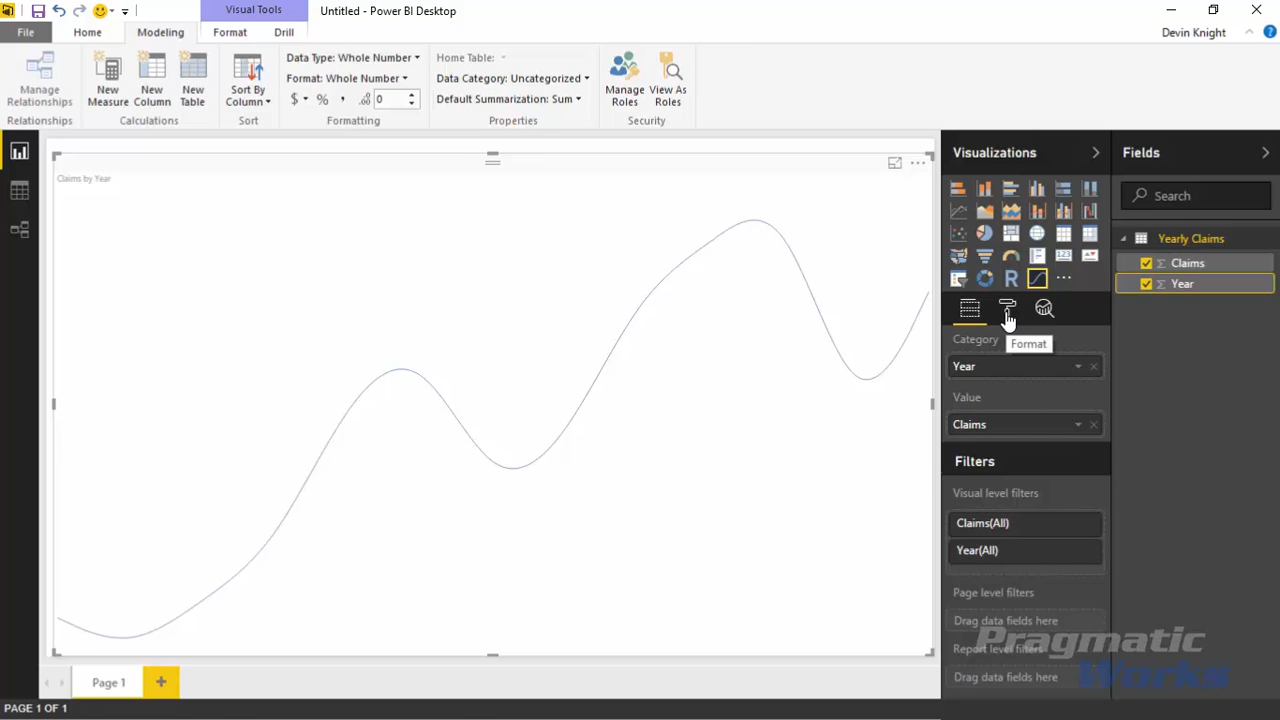 Visual Tools
Untitled - Power BI Desktop
File
Home
Modeling
Format
Drill
Devin Knight
Manage Relationships
New Measure
New Column
New Table
Sort By Column
Data Type: Whole Number
Format: Whole Number
$ % , .00 0
Home Table:
Data Category: Uncategorized
Default Summarization: Sum
Manage Roles
View As Roles
Relationships
Calculations
Sort
Formatting
Properties
Security
Claims by Year
Visualizations
R
123
Format
Category
Year
Value
Claims
Filters
Visual level filters
Claims(All)
Year(All)
Page level filters
Drag data fields here
Report level filters
Drag data fields here
Fields
Search
Yearly Claims
Σ Claims
Σ Year
Pragmatic
Works
Page 1
PAGE 1 OF 1